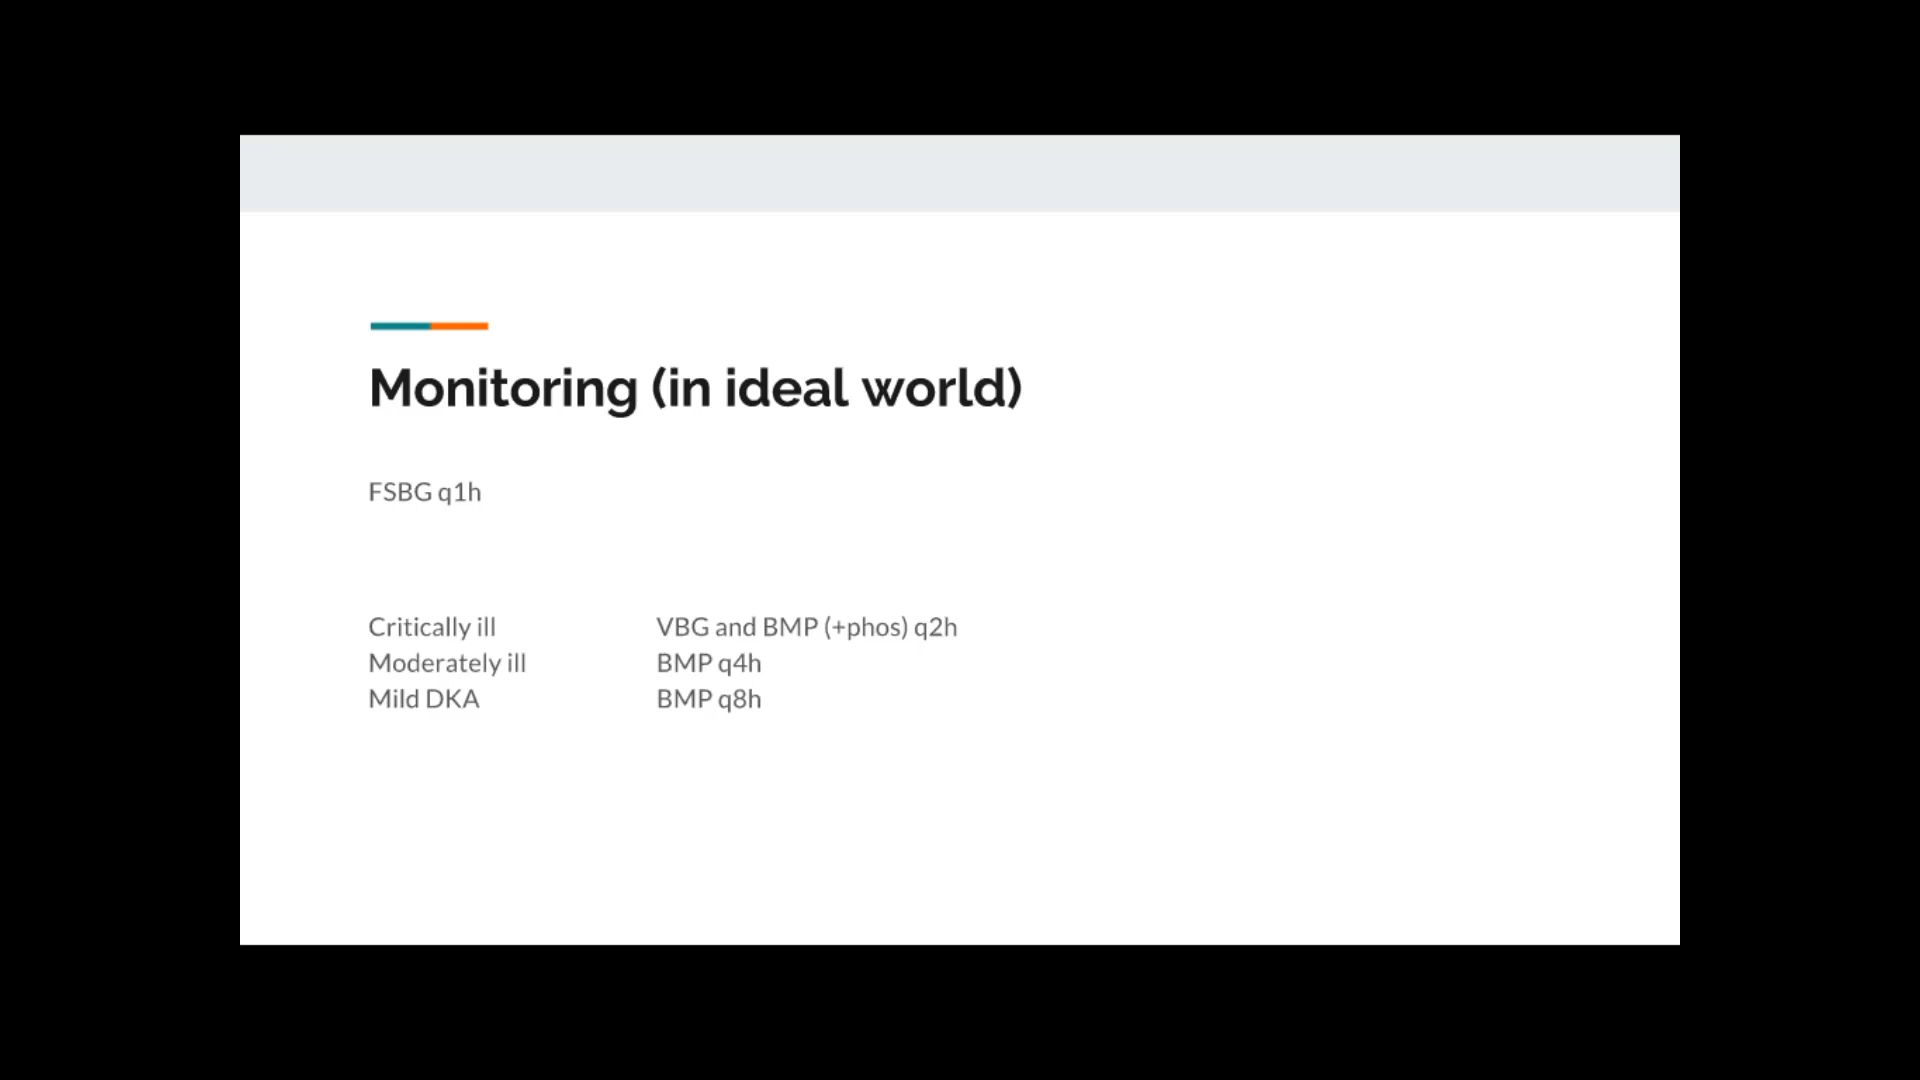 Monitoring (in ideal world)
FSBG q1h
Critically ill VBG and BMP (+phos) q2h
Moderately ill BMP q4h
Mild DKA BMP q8h